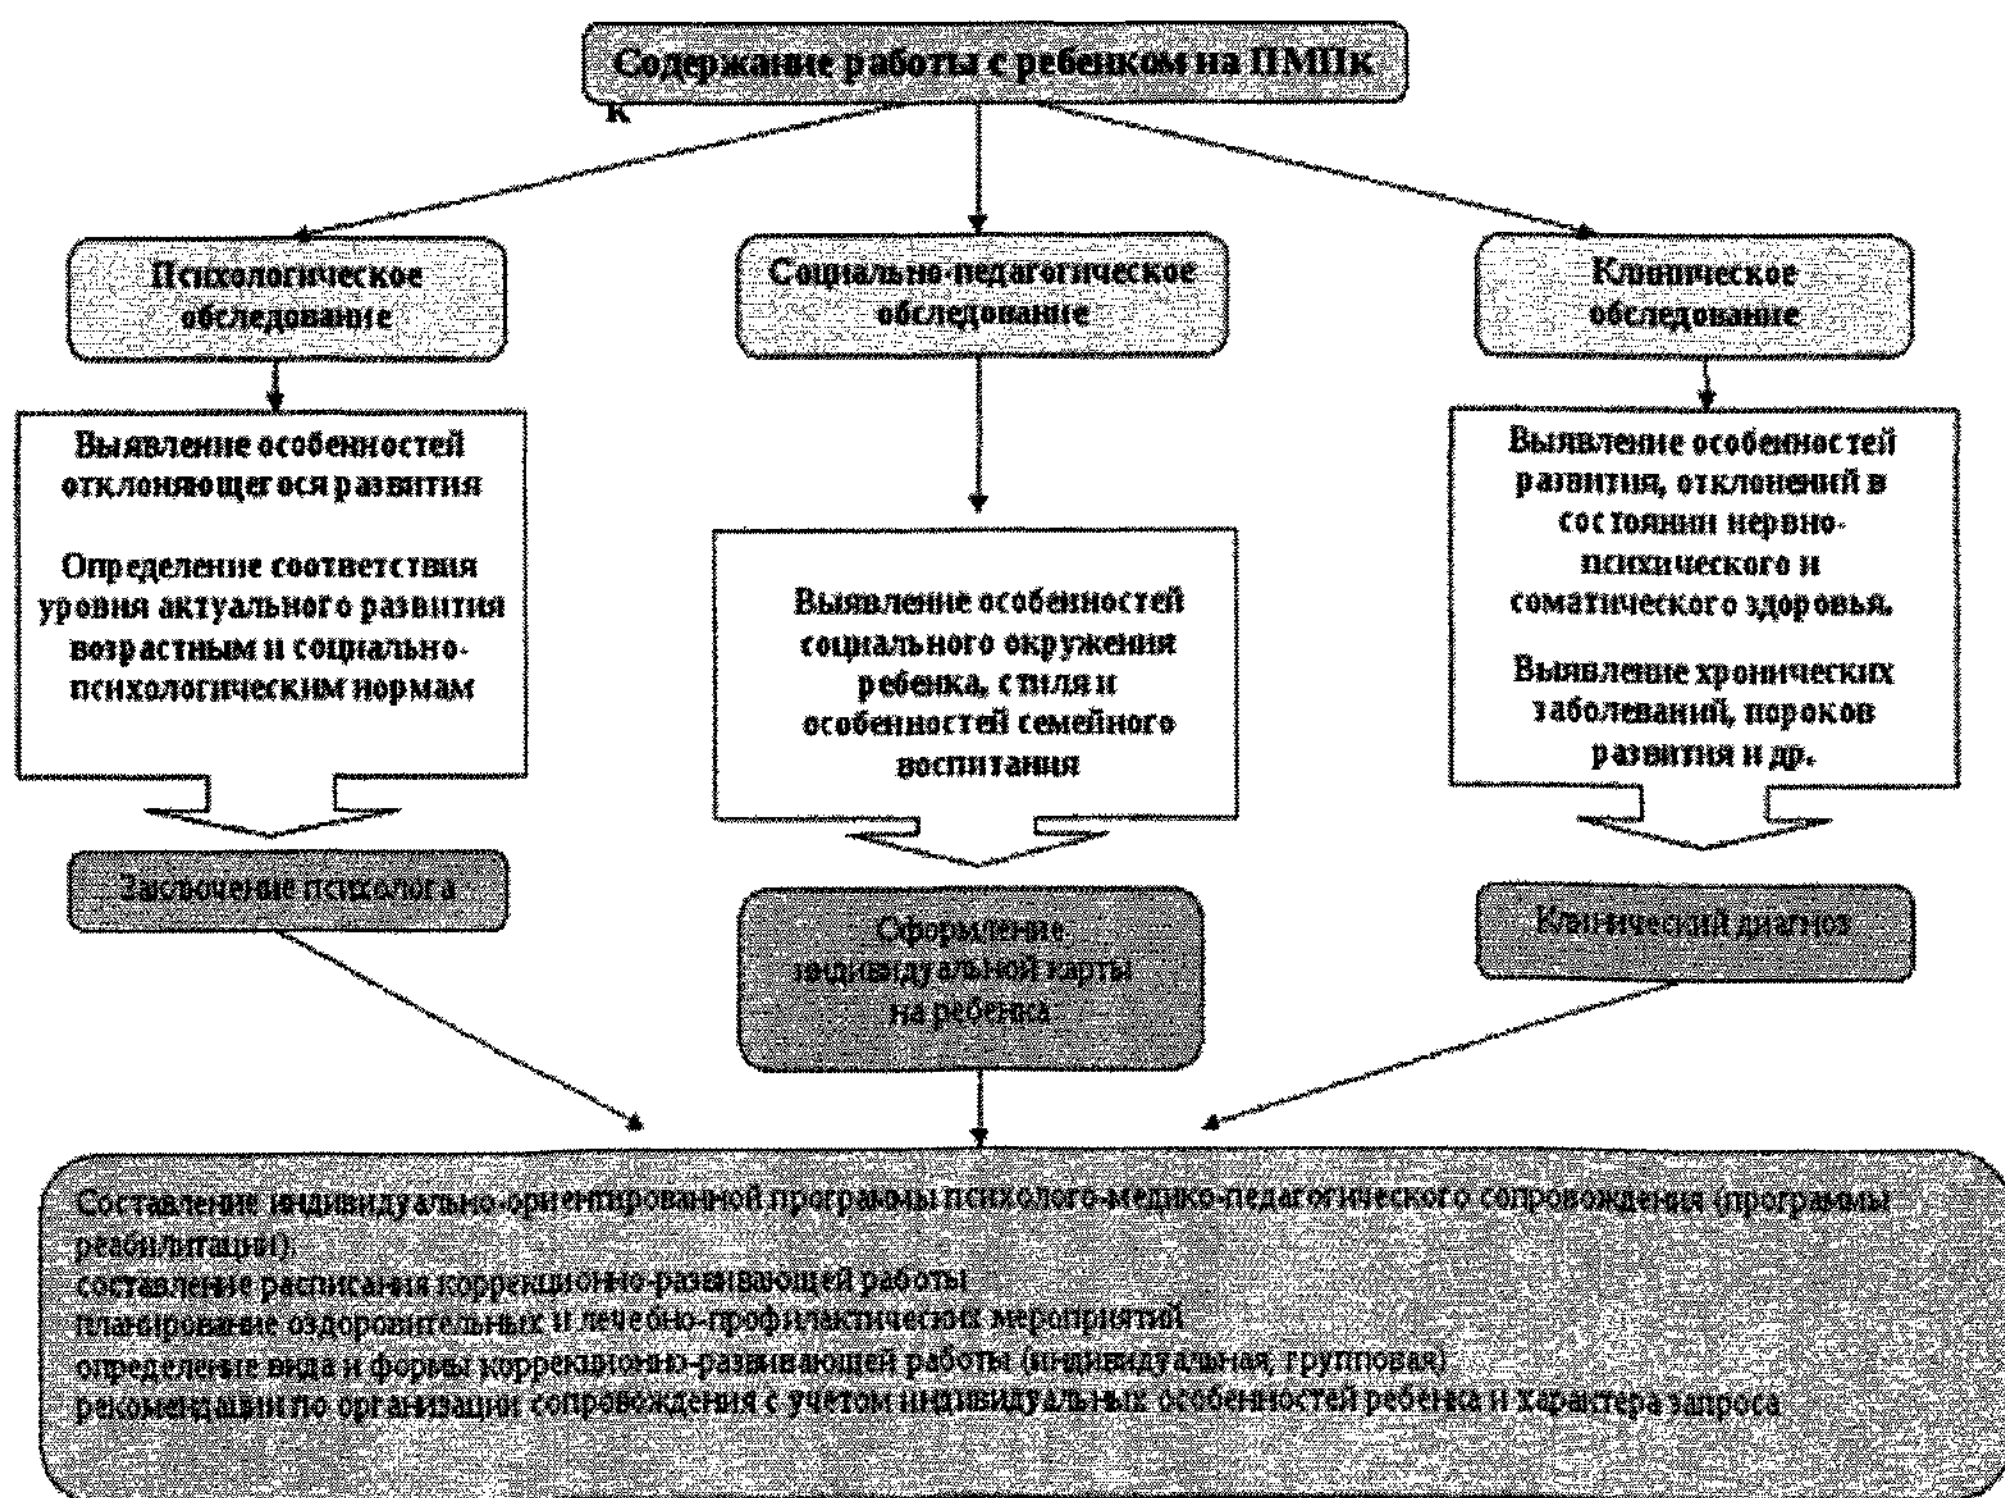 Содержание работы с ребенком на ПМПк
к
Психологическое
обследование
Социально-педагогическое
обследование
Клиническое
обследование
Выявление особенностей
отклоняющегося развития
Определение соответствия
уровня актуального развития
возрастным и социально-
психологическим нормам
Выявление особенностей
социального окружения
ребенка, стиля и
особенностей семейного
воспитания
Выявление особенностей
развития, отклонений в
состоянии нервно-
психического и
соматического здоровья.
Выявление хронических
заболеваний, пороков
развития и др.
Заключение психолога
Оформление
индивидуальной карты
на ребенка
Клинический диагноз
Составление индивидуально-ориентированной программы психолого-медико-педагогического сопровождения (программы
реабилитации).
составление расписания коррекционно-развивающей работы
планирование оздоровительных и лечебно-профилактических мероприятий
определение вида и формы коррекционно-развивающей работы (индивидуальная, групповая)
рекомендации по организации сопровождения с учетом индивидуальных особенностей ребенка и характера запроса